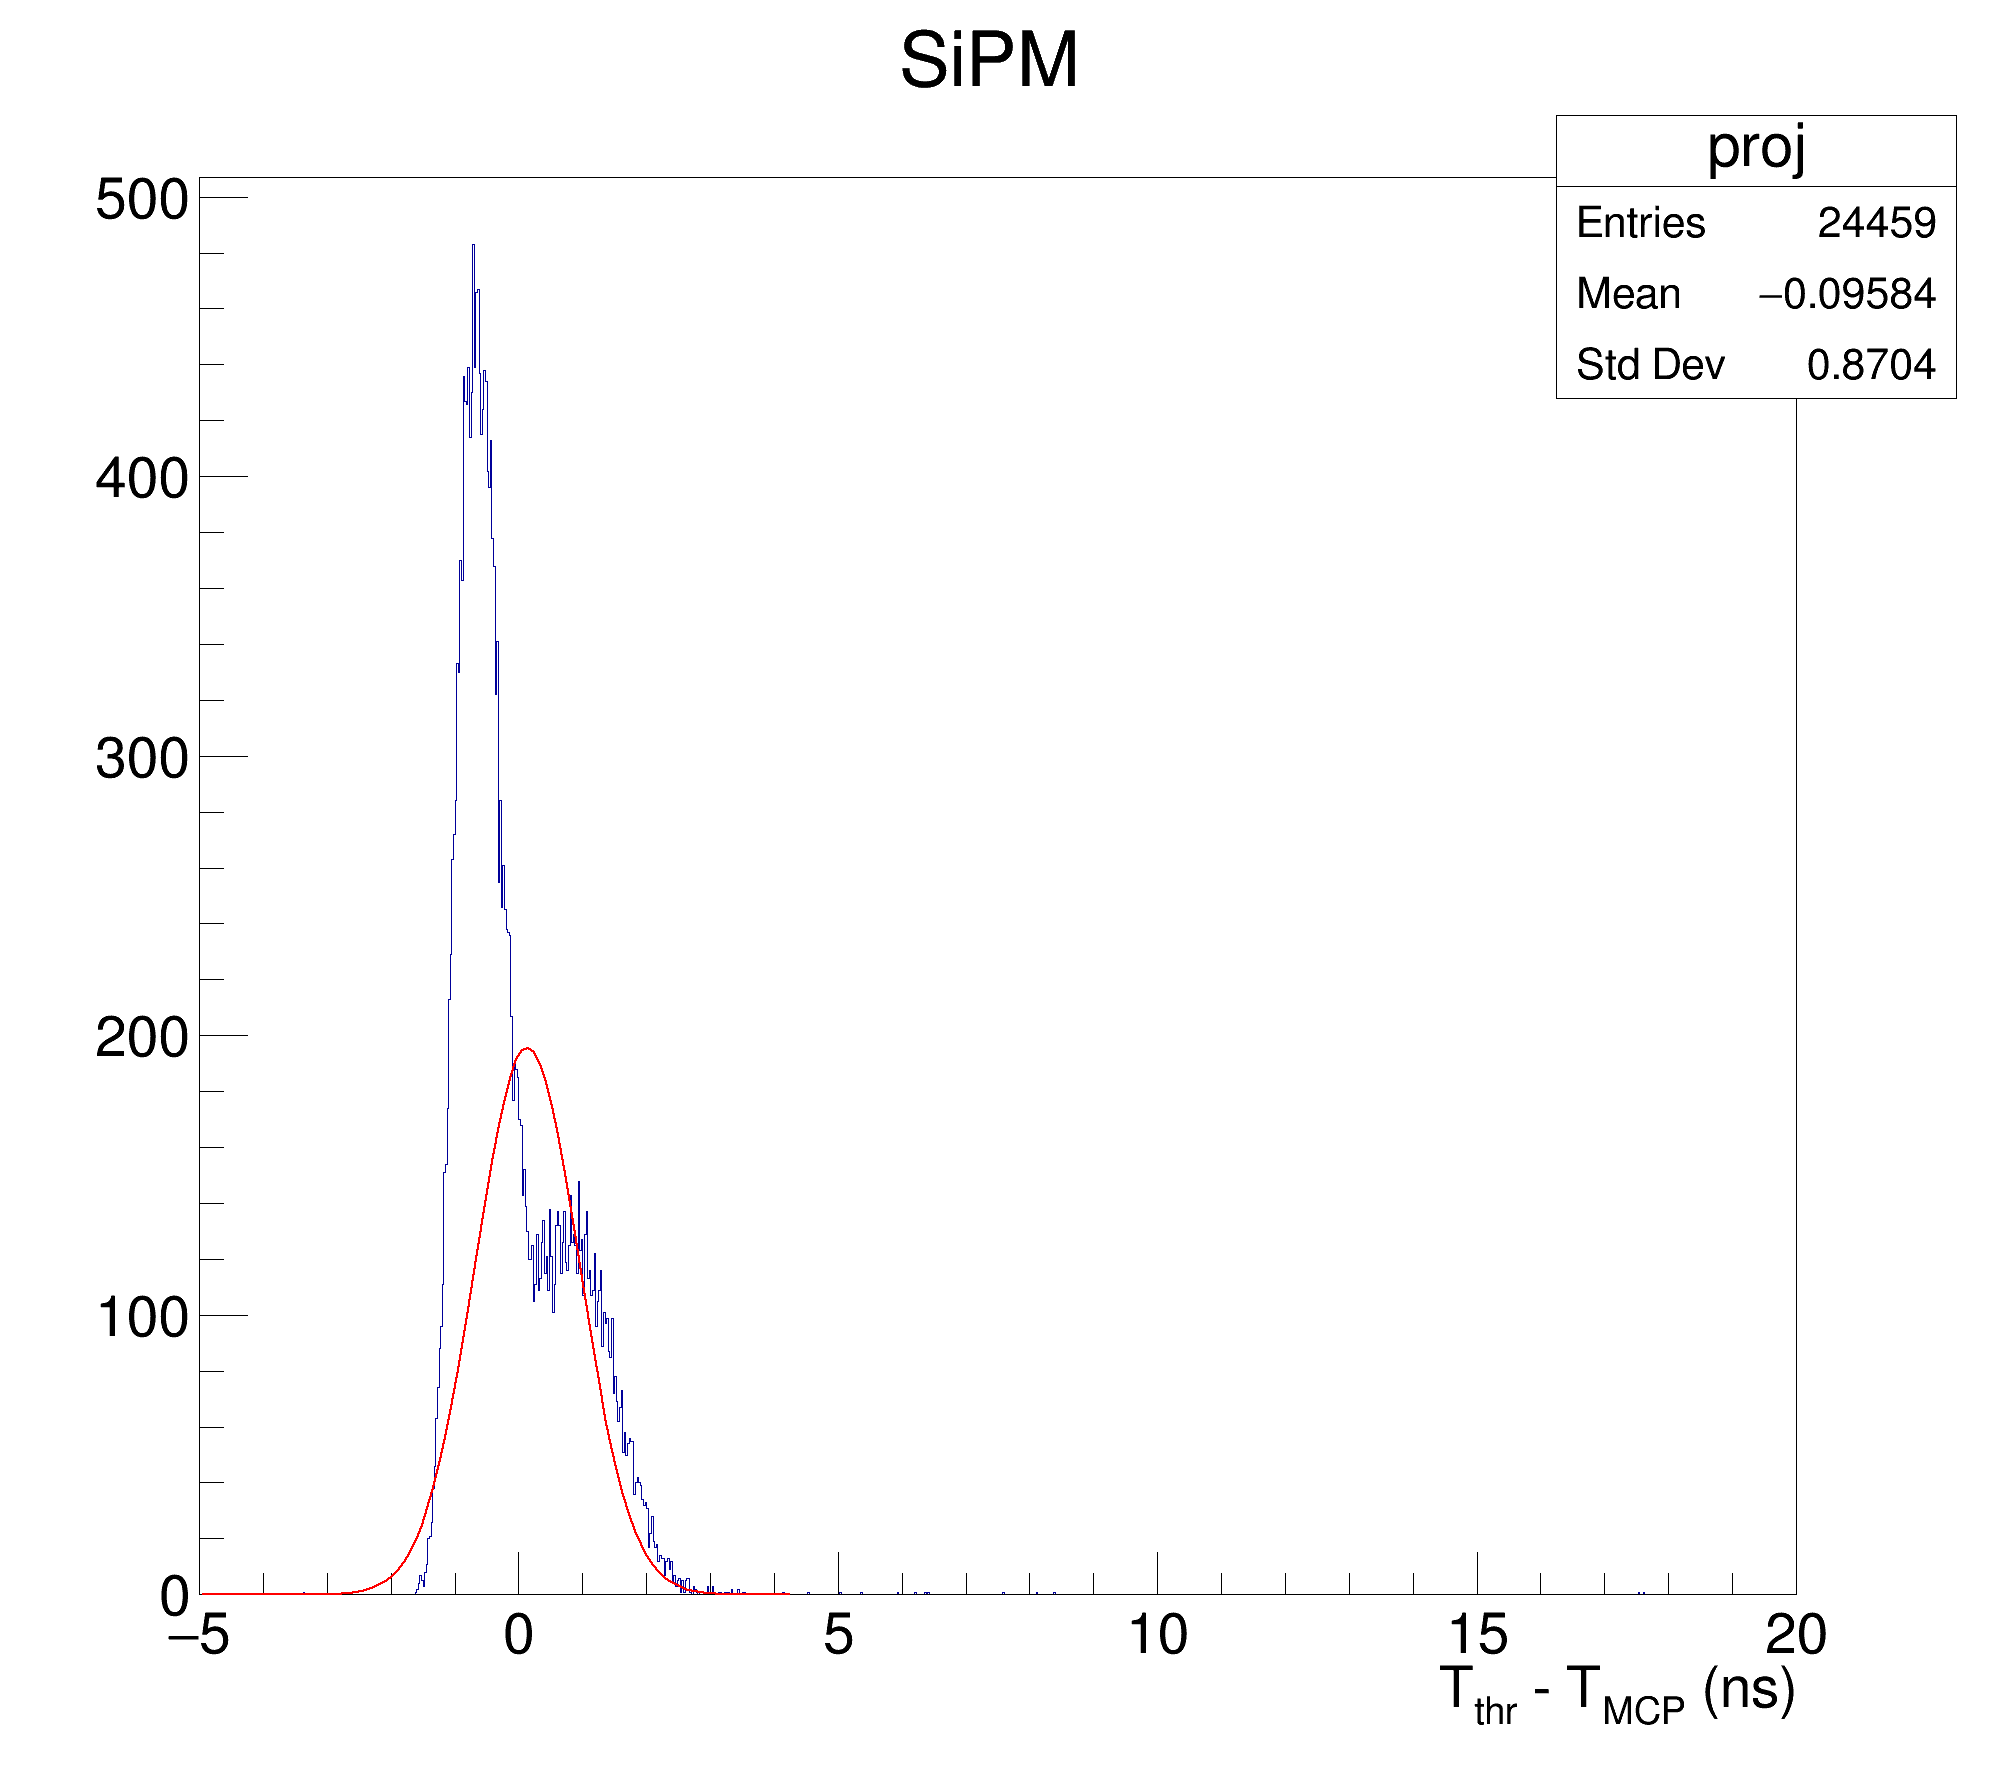 SiPM
proj
Entries 24459
Mean −0.09584
Std Dev 0.8704
500
400
300
200
100
0
−5 0 5 10 15 20
T_thr - T_MCP (ns)